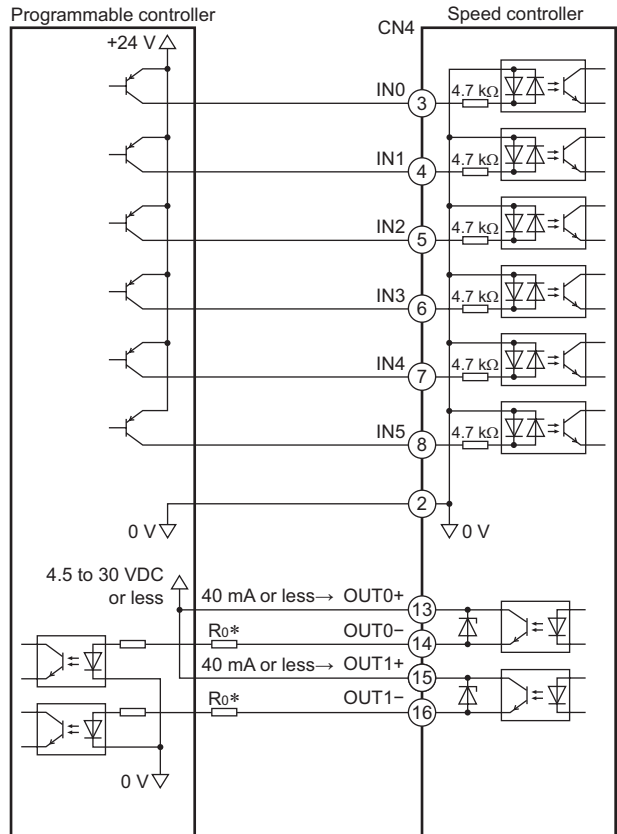 Programmable controller
Speed controller
CN4
+24 V
IN0
3
4.7 kΩ
IN1
4
4.7 kΩ
IN2
5
4.7 kΩ
IN3
6
4.7 kΩ
IN4
7
4.7 kΩ
IN5
8
4.7 kΩ
2
0 V
0 V
4.5 to 30 VDC
or less
40 mA or less→ OUT0+
13
R0*
OUT0−
14
40 mA or less→ OUT1+
15
R0*
OUT1−
16
0 V